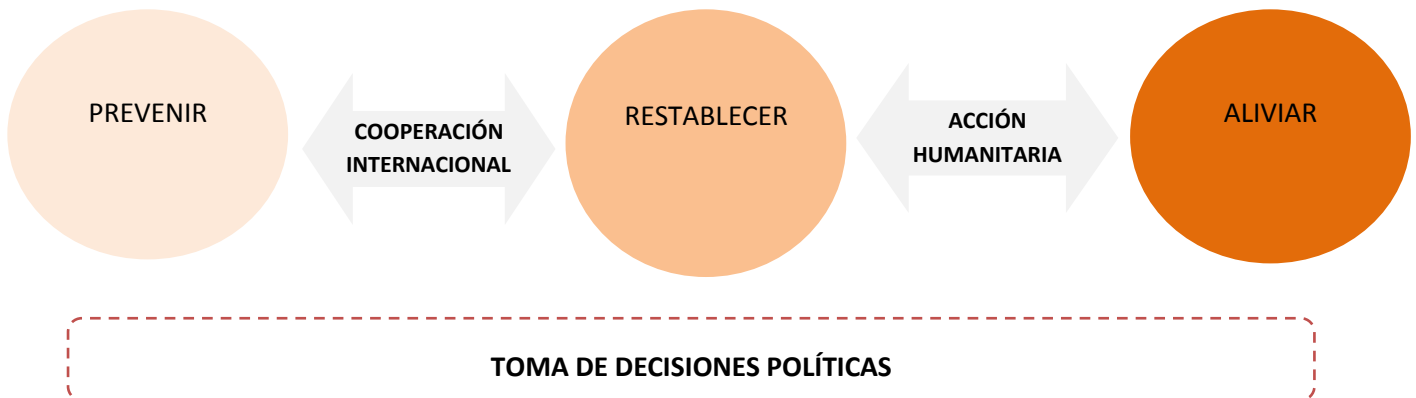 PREVENIR
COOPERACIÓN
INTERNACIONAL
RESTABLECER
ACCIÓN
HUMANITARIA
ALIVIAR
TOMA DE DECISIONES POLÍTICAS